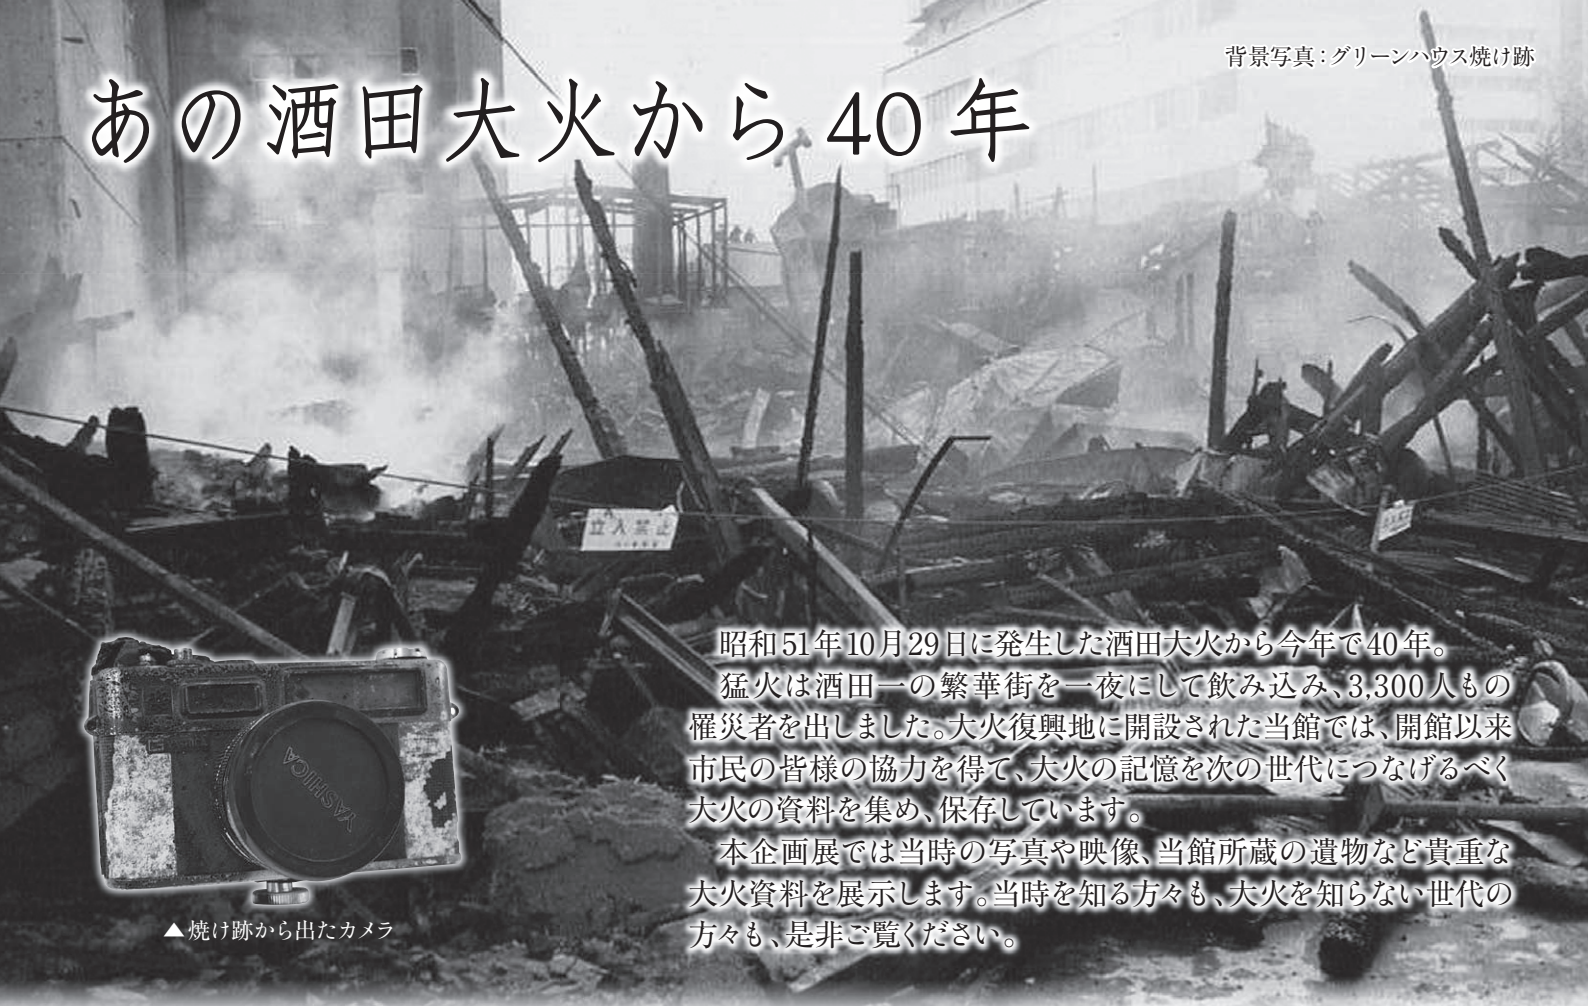 背景写真：グリーンハウス焼け跡
あの酒田大火から40年
立入禁止
昭和51年10月29日に発生した酒田大火から今年で40年。
猛火は酒田一の繁華街を一夜にして飲み込み、3,300人もの
罹災者を出しました。大火復興地に開設された当館では、開館以来
市民の皆様の協力を得て、大火の記憶を次の世代につなげるべく
大火の資料を集め、保存しています。
本企画展では当時の写真や映像、当館所蔵の遺物など貴重な
大火資料を展示します。当時を知る方々も、大火を知らない世代の
方々も、是非ご覧ください。
YASHICA
▲焼け跡から出たカメラ